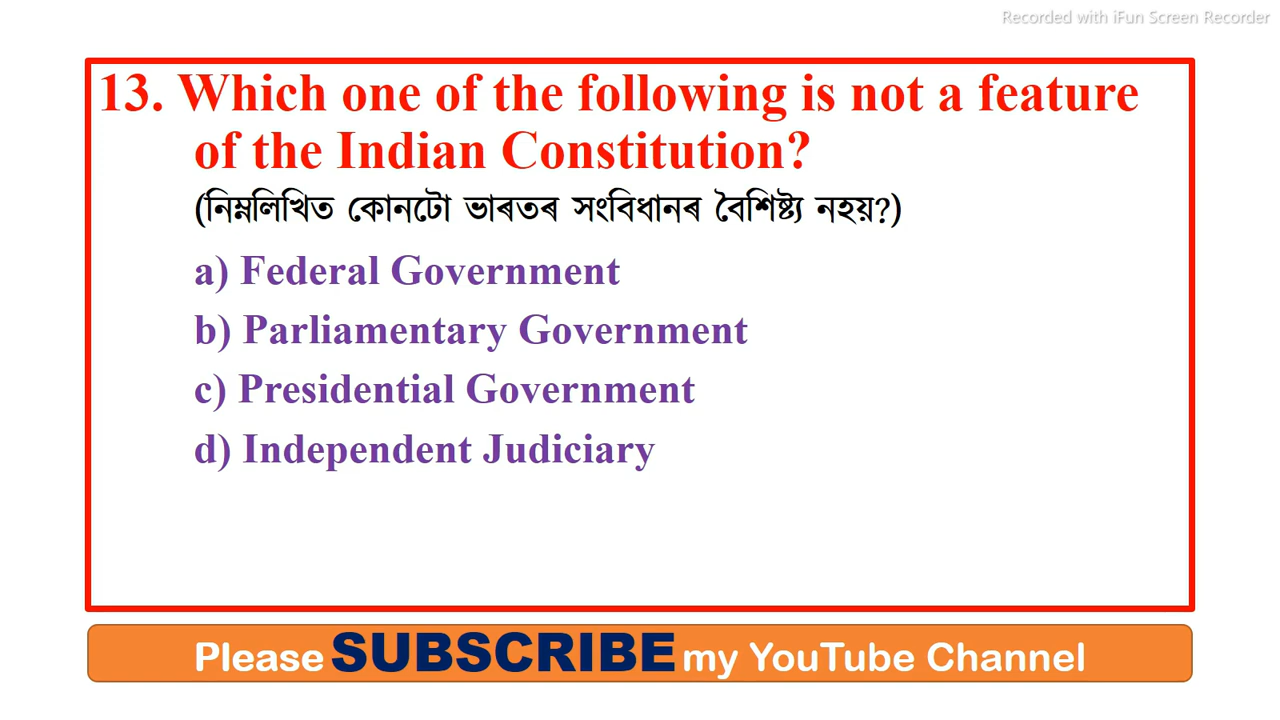 Recorded with iFun Screen Recorder
13. Which one of the following is not a feature
of the Indian Constitution?
(নিম্নলিখিত কোনটো ভাৰতৰ সংবিধানৰ বৈশিষ্ট্য নহয়?)
a) Federal Government
b) Parliamentary Government
c) Presidential Government
d) Independent Judiciary
Please SUBSCRIBE my YouTube Channel